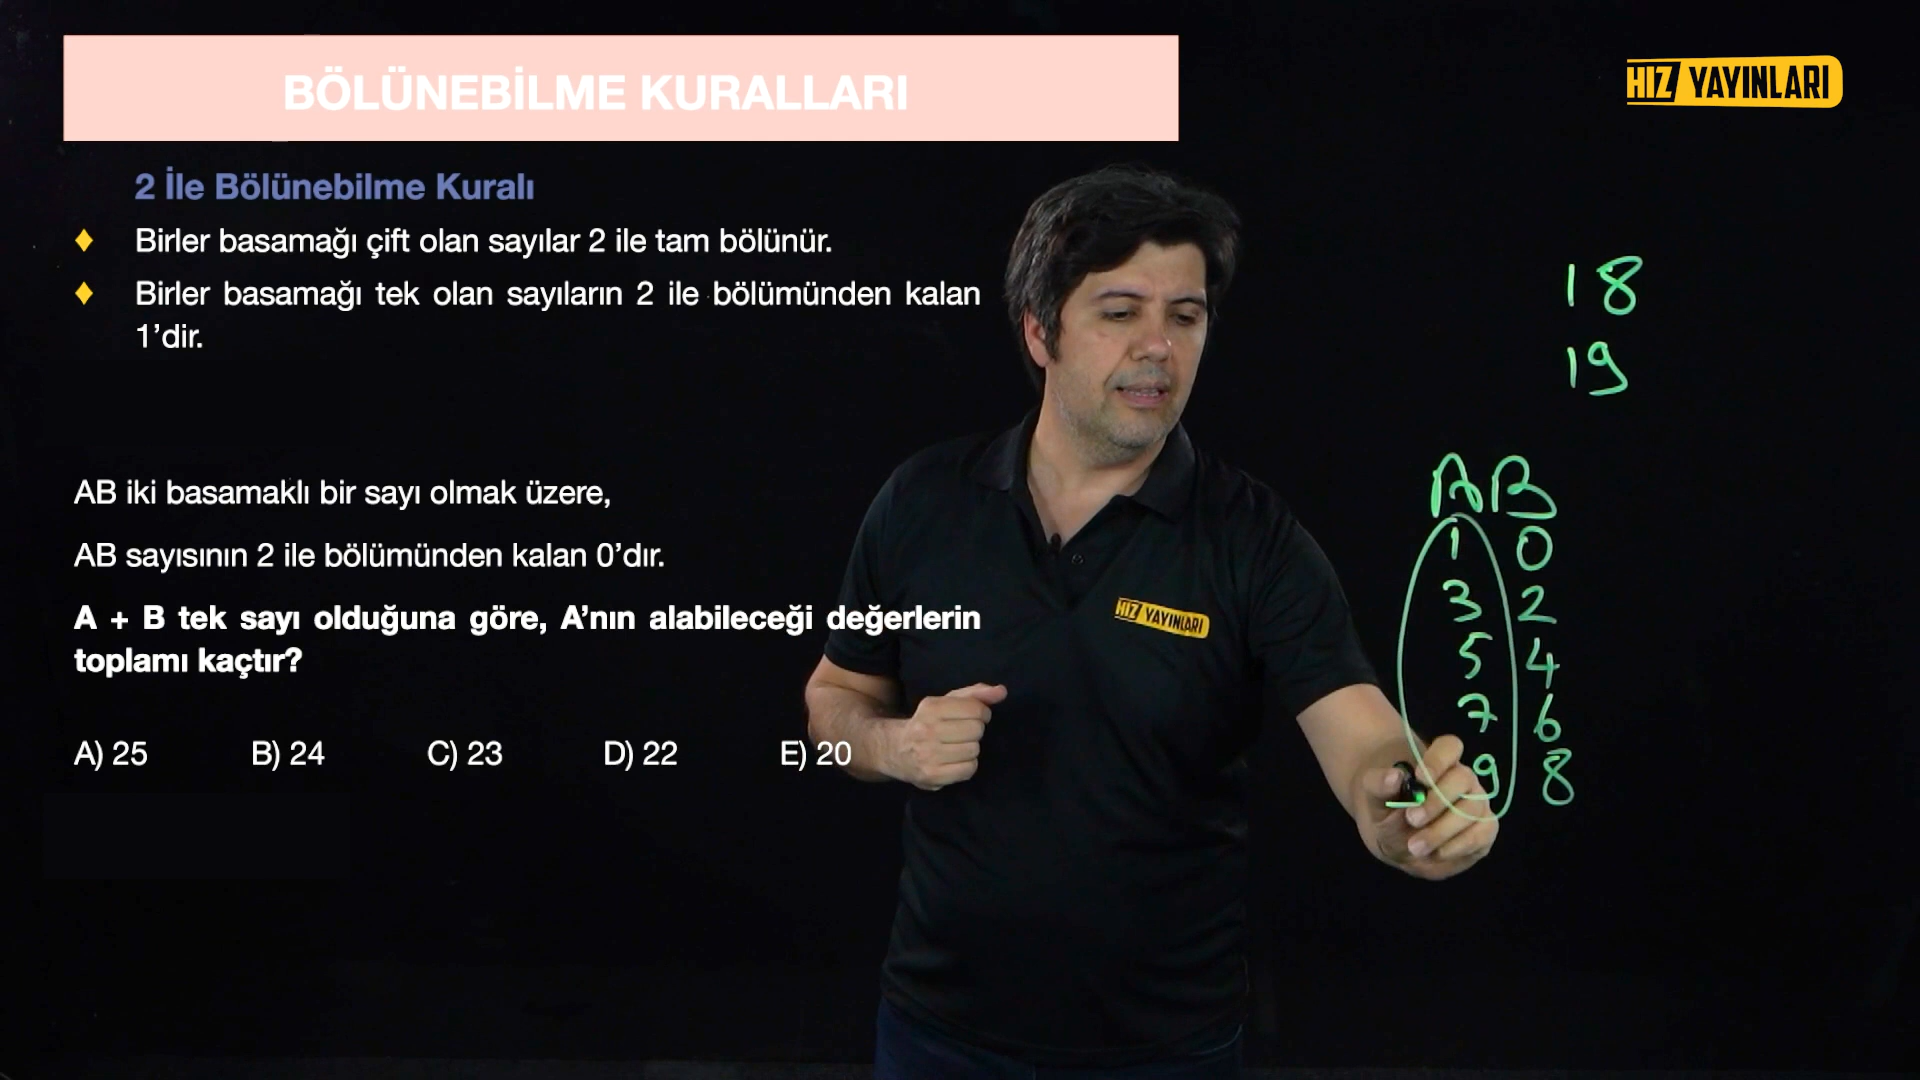 BÖLÜNEBİLME KURALLARI
HIZ YAYINLARI
2 İle Bölünebilme Kuralı
Birler basamağı çift olan sayılar 2 ile tam bölünür.
Birler basamağı tek olan sayıların 2 ile bölümünden kalan
1’dir.
18
19
AB iki basamaklı bir sayı olmak üzere,
AB sayısının 2 ile bölümünden kalan 0’dır.
A + B tek sayı olduğuna göre, A’nın alabileceği değerlerin
toplamı kaçtır?
A) 25 B) 24 C) 23 D) 22 E) 20
HIZ YAYINLARI
AB
1 0
3 2
5 4
7 6
9 8